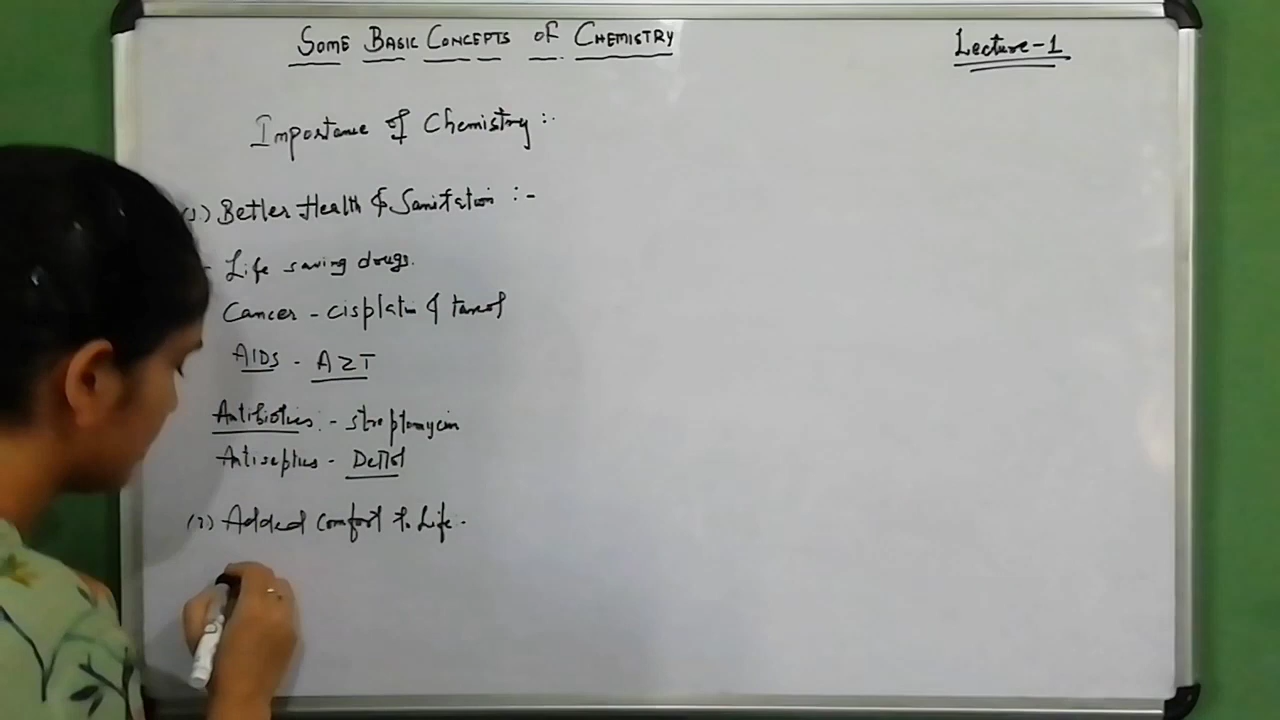 SOME BASIC CONCEPTS OF CHEMISTRY
Lecture-1
Importance of Chemistry :-
(1) Better Health & Sanitation :-
- Life saving drugs.
Cancer - cisplatin & taxol
AIDS - AZT
Antibiotics :- streptomycin
Antiseptics - Dettol
(2) Added comfort to Life.